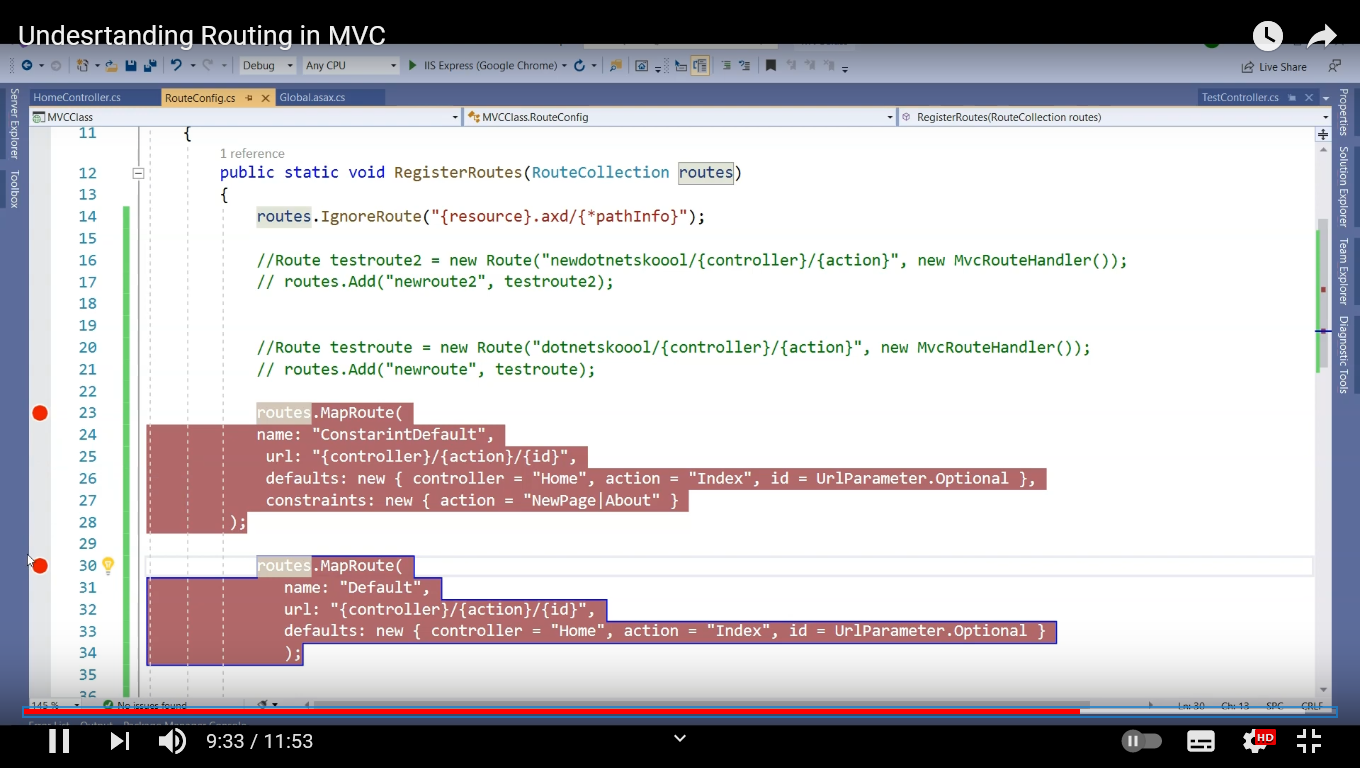 Undesrtanding Routing in MVC
Debug Any CPU IIS Express (Google Chrome) Live Share
HomeController.cs RouteConfig.cs Global.asax.cs TestController.cs
MVCClass MVCClass.RouteConfig RegisterRoutes(RouteCollection routes)
Server Explorer
Toolbox
Properties
Solution Explorer
Team Explorer
Diagnostic Tools
11 {
1 reference
12 public static void RegisterRoutes(RouteCollection routes)
13 {
14 routes.IgnoreRoute("{resource}.axd/{*pathInfo}");
15
16 //Route testroute2 = new Route("newdotnetskoool/{controller}/{action}", new MvcRouteHandler());
17 // routes.Add("newroute2", testroute2);
18
19
20 //Route testroute = new Route("dotnetskoool/{controller}/{action}", new MvcRouteHandler());
21 // routes.Add("newroute", testroute);
22
23 routes.MapRoute(
24 name: "ConstarintDefault",
25 url: "{controller}/{action}/{id}",
26 defaults: new { controller = "Home", action = "Index", id = UrlParameter.Optional },
27 constraints: new { action = "NewPage|About" }
28 );
29
30 routes.MapRoute(
31 name: "Default",
32 url: "{controller}/{action}/{id}",
33 defaults: new { controller = "Home", action = "Index", id = UrlParameter.Optional }
34 );
35
36
145 % No issues found Ln: 30 Ch: 13 SPC CRLF
Error List Output Package Manager Console
9:33 / 11:53 HD